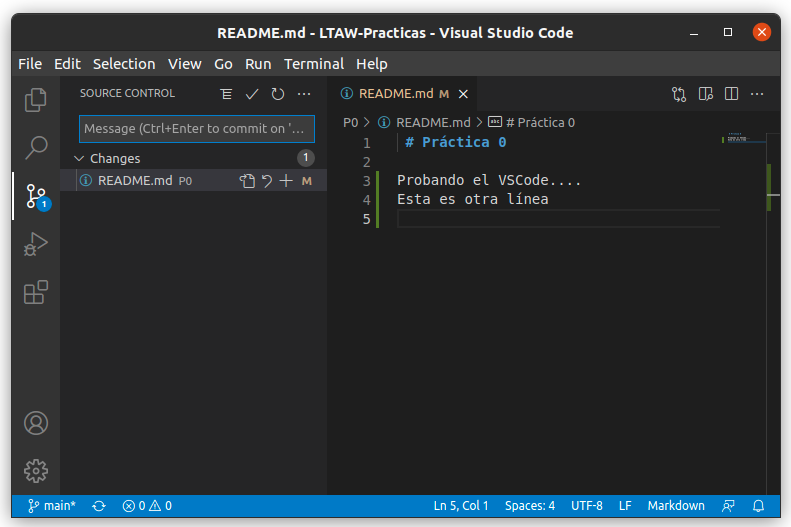 README.md - LTAW-Practicas - Visual Studio Code
File Edit Selection View Go Run Terminal Help
SOURCE CONTROL
Message (Ctrl+Enter to commit on '...
Changes 1
README.md P0 M
1
README.md M
P0 > README.md > # Práctica 0
1 # Práctica 0
2
3 Probando el VSCode....
4 Esta es otra línea
5
main* 0 0 Ln 5, Col 1 Spaces: 4 UTF-8 LF Markdown